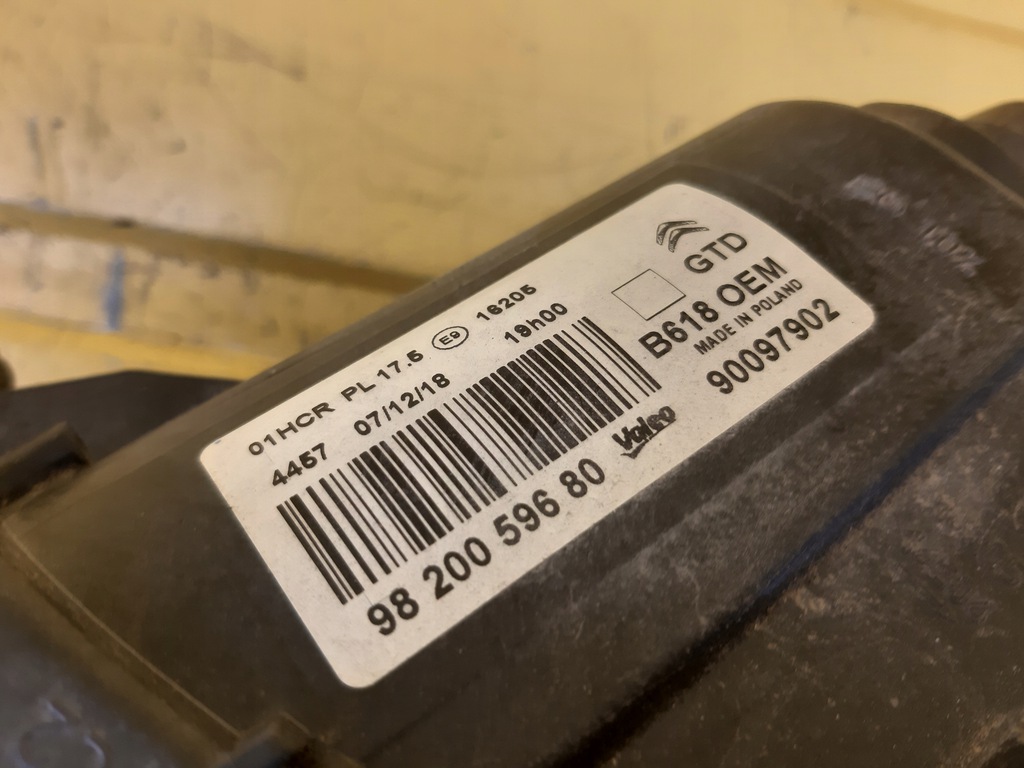 01HCR PL 17.5 E9 16205
4457 07/12/18 19h00
98 200 596 80
GTD
B618 OEM
MADE IN POLAND
90097902
Valeo